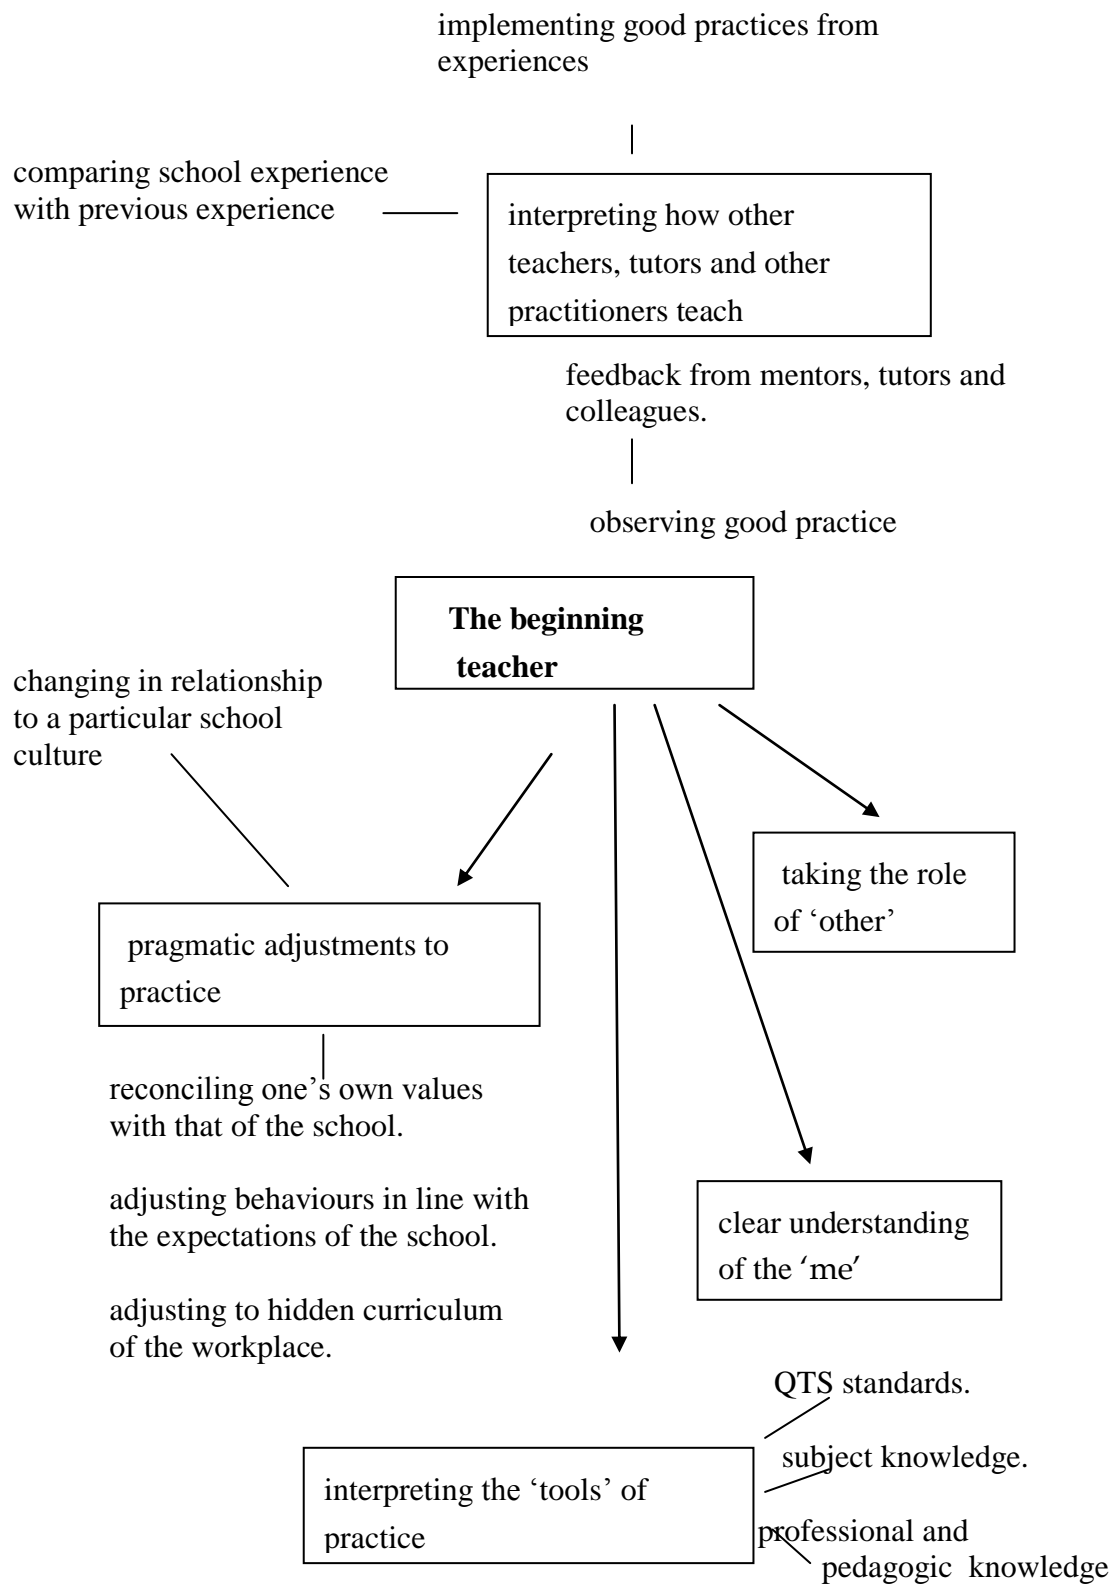 implementing good practices from
experiences
comparing school experience
with previous experience
interpreting how other
teachers, tutors and other
practitioners teach
feedback from mentors, tutors and
colleagues.
observing good practice
The beginning
teacher
changing in relationship
to a particular school
culture
taking the role
of ‘other’
pragmatic adjustments to
practice
reconciling one’s own values
with that of the school.
adjusting behaviours in line with
the expectations of the school.
adjusting to hidden curriculum
of the workplace.
clear understanding
of the ‘me’
QTS standards.
subject knowledge.
interpreting the ‘tools’ of
practice
professional and
pedagogic knowledge